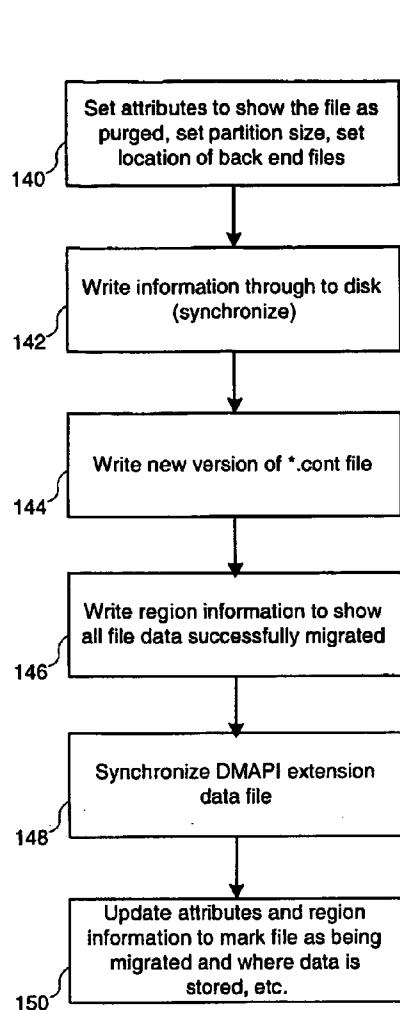 Set attributes to show the file as
purged, set partition size, set
location of back end files
140
Write information through to disk
(synchronize)
142
Write new version of *.cont file
144
Write region information to show
all file data successfully migrated
146
Synchronize DMAPI extension
data file
148
Update attributes and region
information to mark file as being
migrated and where data is
stored, etc.
150